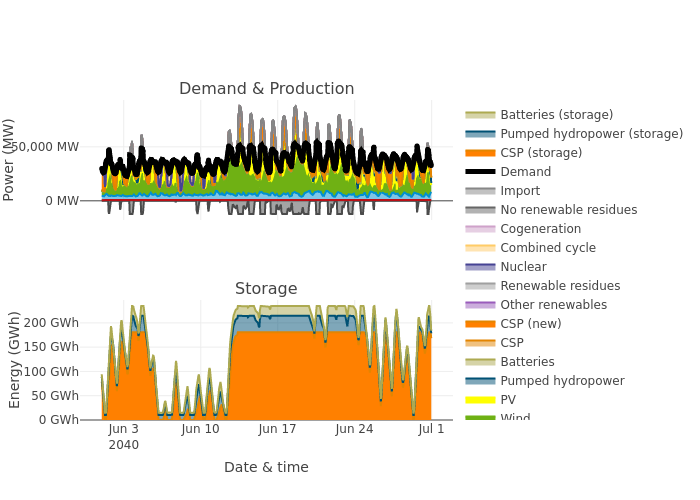 Demand & Production
Power (MW)
50,000 MW
0 MW
Storage
Energy (GWh)
200 GWh
150 GWh
100 GWh
50 GWh
0 GWh
Jun 3
2040
Jun 10
Jun 17
Jun 24
Jul 1
Date & time
Batteries (storage)
Pumped hydropower (storage)
CSP (storage)
Demand
Import
No renewable residues
Cogeneration
Combined cycle
Nuclear
Renewable residues
Other renewables
CSP (new)
CSP
Batteries
Pumped hydropower
PV
Wind